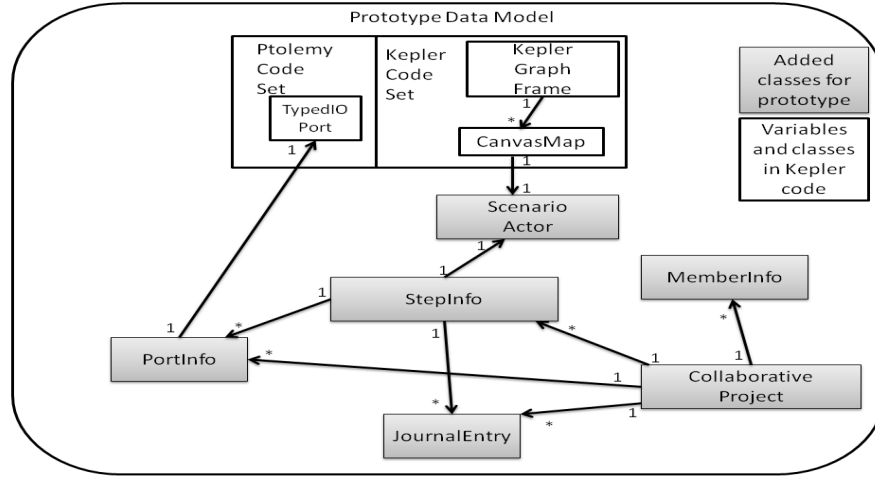 Prototype Data Model
Ptolemy
Code
Set
TypedIO
Port
1
Kepler
Code
Set
Kepler
Graph
Frame
1
*
CanvasMap
1
1
Added
classes for
prototype
Variables
and classes
in Kepler
code
Scenario
Actor
1
1
StepInfo
1
1
*
1
PortInfo
*
MemberInfo
*
1
*
1
1
Collaborative
Project
1
*
*
JournalEntry